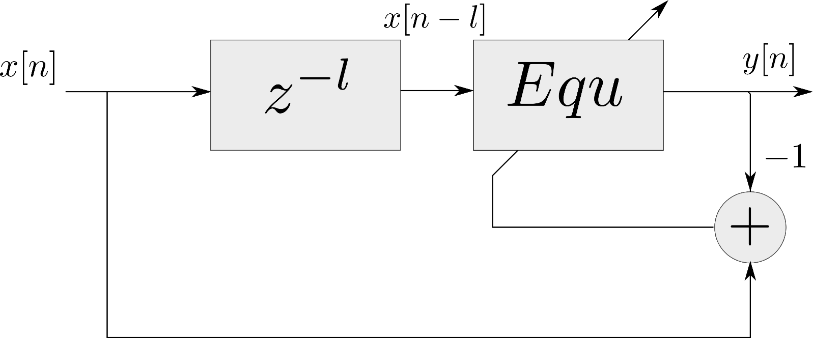 x[n − l]
x[n]
z^{−l}
Equ
y[n]
−1
+